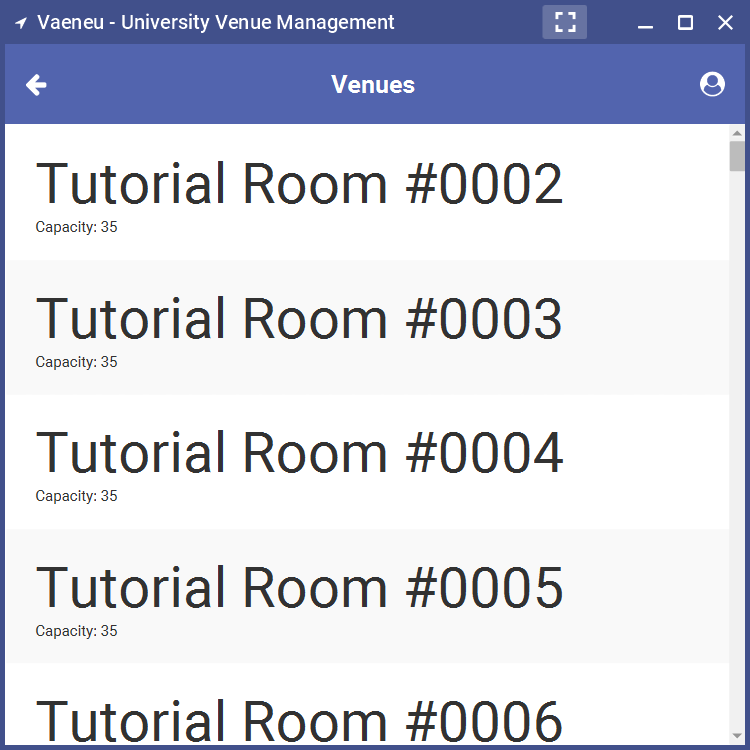 Vaeneu - University Venue Management
Venues
Tutorial Room #0002
Capacity: 35
Tutorial Room #0003
Capacity: 35
Tutorial Room #0004
Capacity: 35
Tutorial Room #0005
Capacity: 35
Tutorial Room #0006